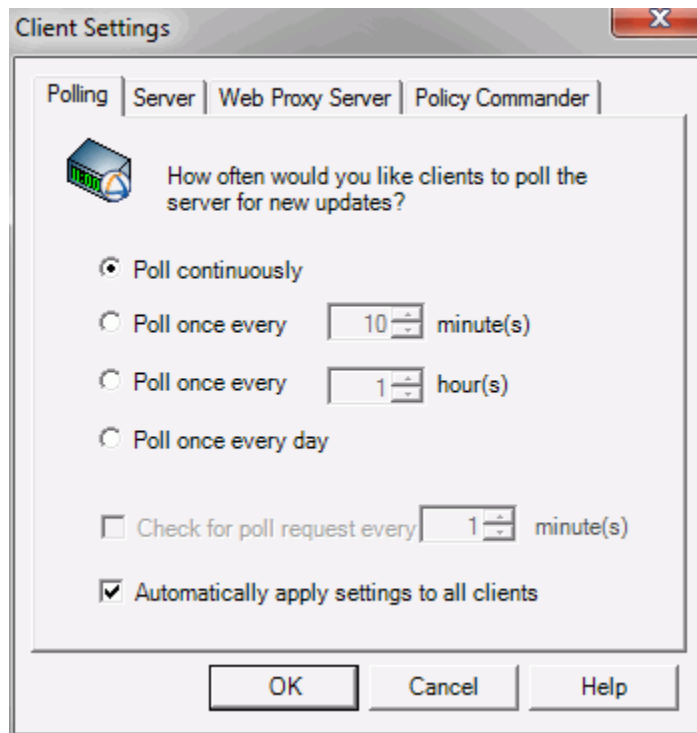 Client Settings
Polling Server Web Proxy Server Policy Commander
How often would you like clients to poll the
server for new updates?
Poll continuously
Poll once every 10 minute(s)
Poll once every 1 hour(s)
Poll once every day
Check for poll request every 1 minute(s)
Automatically apply settings to all clients
OK Cancel Help